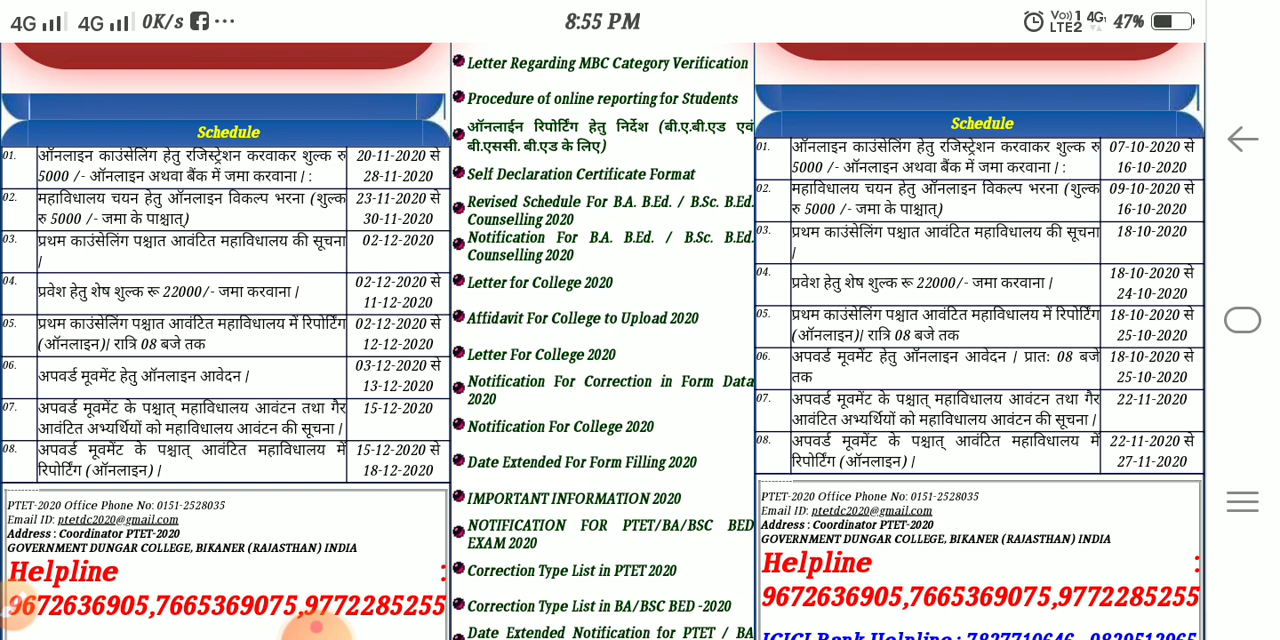 4G 4G 0K/s ... 8:55 PM Vo)) 1 4G LTE2 47%
Schedule
01. ऑनलाइन काउंसेलिंग हेतु रजिस्ट्रेशन करवाकर शुल्क रु 20-11-2020 से
5000 /- ऑनलाइन अथवा बैंक में जमा करवाना | : 28-11-2020
02. महाविधालय चयन हेतु ऑनलाइन विकल्प भरना (शुल्क 23-11-2020 से
रु 5000 /- जमा के पाश्चात्) 30-11-2020
03. प्रथम काउंसेलिंग पश्चात आवंटित महाविधालय की सूचना 02-12-2020
|
04. प्रवेश हेतु शेष शुल्क रू 22000/- जमा करवाना | 02-12-2020 से
11-12-2020
05. प्रथम काउंसेलिंग पश्चात आवंटित महाविधालय में रिपोर्टिंग 02-12-2020 से
(ऑनलाइन)| रात्रि 08 बजे तक 12-12-2020
06. अपवर्ड मूवमेंट हेतु ऑनलाइन आवेदन | 03-12-2020 से
13-12-2020
07. अपवर्ड मूवमेंट के पश्चात् महाविधालय आवंटन तथा गैर 15-12-2020
आवंटित अभ्यर्थियों को महाविधालय आवंटन की सूचना |
08. अपवर्ड मूवमेंट के पश्चात् आवंटित महाविधालय में 15-12-2020 से
रिपोर्टिंग (ऑनलाइन) | 18-12-2020
PTET-2020 Office Phone No: 0151-2528035
Email ID: ptetdc2020@gmail.com
Address : Coordinator PTET-2020
GOVERNMENT DUNGAR COLLEGE, BIKANER (RAJASTHAN) INDIA
Helpline :
9672636905,7665369075,9772285255
Letter Regarding MBC Category Verification
Procedure of online reporting for Students
ऑनलाईन रिपोर्टिंग हेतु निर्देश (बी.ए.बी.एड एवं
बी.एससी. बी.एड के लिए)
Self Declaration Certificate Format
Revised Schedule For B.A. B.Ed. / B.Sc. B.Ed.
Counselling 2020
Notification For B.A. B.Ed. / B.Sc. B.Ed.
Counselling 2020
Letter for College 2020
Affidavit For College to Upload 2020
Letter For College 2020
Notification For Correction in Form Data
2020
Notification For College 2020
Date Extended For Form Filling 2020
IMPORTANT INFORMATION 2020
NOTIFICATION FOR PTET/BA/BSC BED
EXAM 2020
Correction Type List in PTET 2020
Correction Type List in BA/BSC BED -2020
Date Extended Notification for PTET / BA
Schedule
01. ऑनलाइन काउंसेलिंग हेतु रजिस्ट्रेशन करवाकर शुल्क रु 07-10-2020 से
5000 /- ऑनलाइन अथवा बैंक में जमा करवाना | : 16-10-2020
02. महाविधालय चयन हेतु ऑनलाइन विकल्प भरना (शुल्क 09-10-2020 से
रु 5000 /- जमा के पाश्चात्) 16-10-2020
03. प्रथम काउंसेलिंग पश्चात आवंटित महाविधालय की सूचना 18-10-2020
|
04. प्रवेश हेतु शेष शुल्क रू 22000/- जमा करवाना | 18-10-2020 से
24-10-2020
05. प्रथम काउंसेलिंग पश्चात आवंटित महाविधालय में रिपोर्टिंग 18-10-2020 से
(ऑनलाइन)| रात्रि 08 बजे तक 25-10-2020
06. अपवर्ड मूवमेंट हेतु ऑनलाइन आवेदन | प्रात: 08 बजे 18-10-2020 से
तक 25-10-2020
07. अपवर्ड मूवमेंट के पश्चात् महाविधालय आवंटन तथा गैर 22-11-2020
आवंटित अभ्यर्थियों को महाविधालय आवंटन की सूचना |
08. अपवर्ड मूवमेंट के पश्चात् आवंटित महाविधालय में 22-11-2020 से
रिपोर्टिंग (ऑनलाइन) | 27-11-2020
PTET-2020 Office Phone No: 0151-2528035
Email ID: ptetdc2020@gmail.com
Address : Coordinator PTET-2020
GOVERNMENT DUNGAR COLLEGE, BIKANER (RAJASTHAN) INDIA
Helpline :
9672636905,7665369075,9772285255
ICICI Bank Helpline :